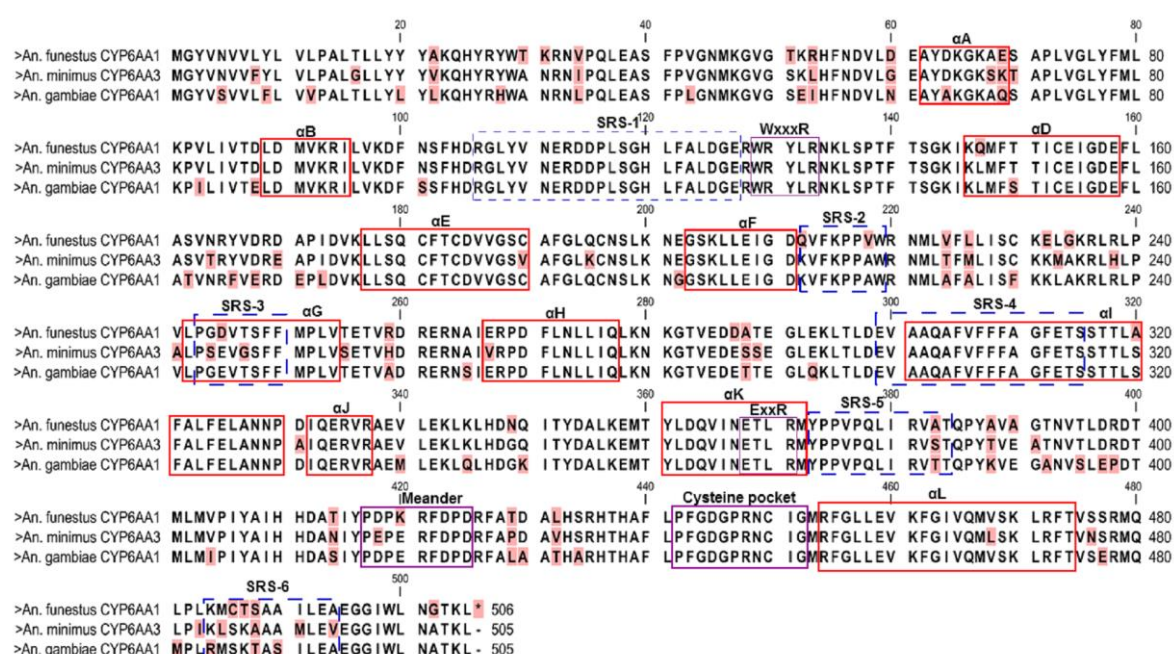 20 40 60 80
αA
>An. funestus CYP6AA1 MGYVNVVLYL VLPALTLLYY YAKQHYRYWT KRNVPQLEAS FPVGNMKGVG TKRHFNDVLD EAYDKGKAES APLVGLYFML 80
>An. minimus CYP6AA3 MGYVNVVFYL VLPALGLLYY YVKQHYRYWA NRNIPQLEAS FPVGNMKGVG SKLHFNDVLG EAYDKGKSKT APLVGLYFML 80
>An. gambiae CYP6AA1 MGYVSVVLFL VVPALTLLYL YLKQHYRHWA NRNLPQLEAS FPLGNMKGVG SEIHFNDVLN EAYAKGKAQS APLVGLYFML 80
100 120 140 160
αB SRS-1 WxxxR αD
>An. funestus CYP6AA1 KPVLIVTDLD MVKRILVKDF NSFHDRGLYV NERDDPLSGH LFALDGERWR YLRNKLSPTF TSGKIKQMFT TICEIGDEFL 160
>An. minimus CYP6AA3 KPVLIVTDLD MVKRILVKDF NSFHDRGLYV NERDDPLSGH LFALDGERWR YLRNKLSPTF TSGKIKLMFT TICEIGDEFL 160
>An. gambiae CYP6AA1 KPILIVTELD MVKRILVKDF SSFHDRGLYV NERDDPLSGH LFALDGERWR YLRNKLSPTF TSGKIKLMFS TICEIGDEFL 160
180 200 220 240
αE αF SRS-2
>An. funestus CYP6AA1 ASVNRYVDRD APIDVKLLSQ CFTCDVVGSC AFGLQCNSLK NEGSKLLEIG DQVFKPPVWR NMLVFLLISC KELGKRLRLP 240
>An. minimus CYP6AA3 ASVTRYVDRE APIDVKLLSQ CFTCDVVGSV AFGLKCNSLK NEGSKLLEIG DKVFKPPAWR NMLTFMLISC KKMAKRLHLP 240
>An. gambiae CYP6AA1 ATVNRFVERD EPLDVKLLSQ CFTCDVVGSC AFGLQCNSLK NGGSKLLEIG DKVFKPPAWR NMLAFALISF KKLAKRLRLP 240
260 280 300 320
SRS-3 αG αH SRS-4 αI
>An. funestus CYP6AA1 VLPGDVTSFF MPLVTETVRD RERNAIERPD FLNLLIQLKN KGTVEDDATE GLEKLTLDEV AAQAFVFFFA GFETSSTTLA 320
>An. minimus CYP6AA3 ALPSEVGSFF MPLVSETVHD RERNAIVRPD FLNLLIQLKN KGTVEDESSE GLEKLTLDEV AAQAFVFFFA GFETSSTTLS 320
>An. gambiae CYP6AA1 VLPGEVTSFF MPLVTETVAD RERNSIERPD FLNLLIQLKN KGTVEDETTE GLQKLTLDEV AAQAFVFFFA GFETSSTTLS 320
340 360 380 400
αJ αK ExxR SRS-5
>An. funestus CYP6AA1 FALFELANNP DIQERVRAEV LEKLKLHDNQ ITYDALKEMT YLDQVINETL RMYPPVPQLI RVATQPYAVA GTNVTLDRDT 400
>An. minimus CYP6AA3 FALFELANNP AIQERVRAEV LEKLKLHDGQ ITYDALKEMT YLDQVINETL RMYPPVPQLI RVSTQPYTVE ATNVTLDRDT 400
>An. gambiae CYP6AA1 FALFELANNP DIQERVRAEM LEKLQLHDGK ITYDALKEMT YLDQVINETL RMYPPVPQLI RVTTQPYKVE GANVSLEPDT 400
420 440 460 480
Meander Cysteine pocket αL
>An. funestus CYP6AA1 MLMVPIYAIH HDATIYPDPK RFDPDRFATD ALHSRHTHAF LPFGDGPRNC IGMRFGLLEV KFGIVQMVSK LRFTVSSRMQ 480
>An. minimus CYP6AA3 MLMVPIYAIH HDANIYPEPE RFDPDRFAPD AVHSRHTHAF LPFGDGPRNC IGMRFGLLEV KFGIVQMLSK LRFTVNSRMQ 480
>An. gambiae CYP6AA1 MLMIPIYAIH HDASIYPDPE RFDPDRFALA ATHARHTHAF LPFGDGPRNC IGMRFGLLEV KFGIVQMVSK LRFTVSERMQ 480
500
SRS-6
>An. funestus CYP6AA1 LPLKMCTSAA ILEAEGGIWL NGTKL* 506
>An. minimus CYP6AA3 LPIKLSKAAA MLEVEGGIWL NATKL- 505
>An. gambiae CYP6AA1 MPLRMSKTAS ILEAEGGIWL NATKL- 505